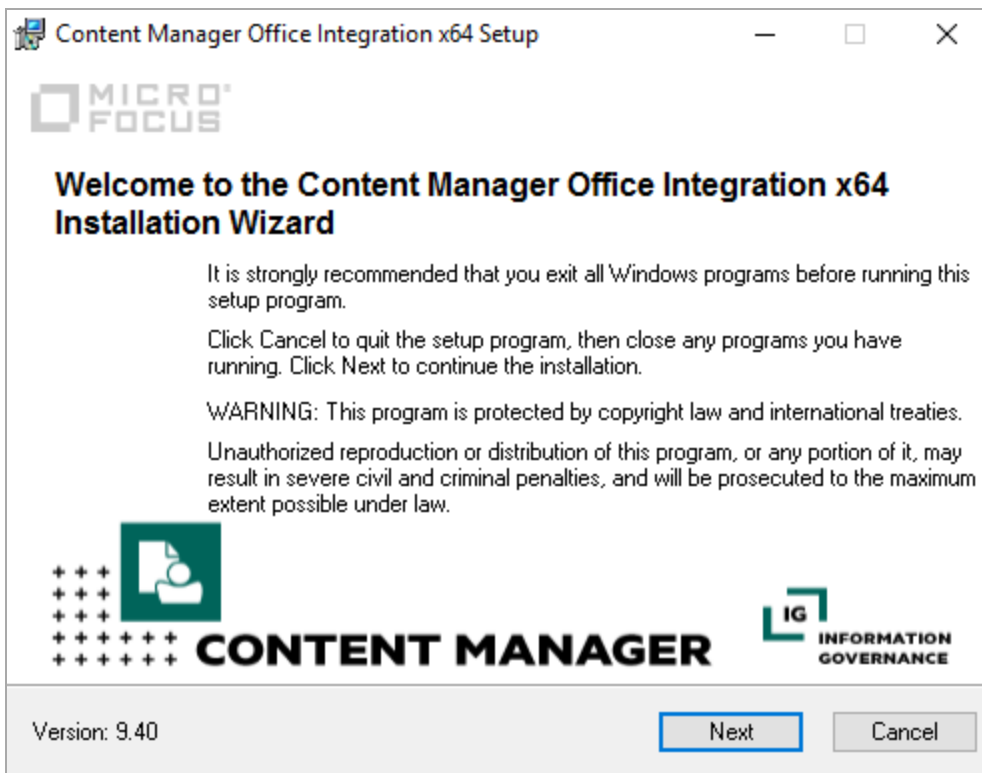 Content Manager Office Integration x64 Setup
MICRO
FOCUS
Welcome to the Content Manager Office Integration x64
Installation Wizard
It is strongly recommended that you exit all Windows programs before running this
setup program.
Click Cancel to quit the setup program, then close any programs you have
running. Click Next to continue the installation.
WARNING: This program is protected by copyright law and international treaties.
Unauthorized reproduction or distribution of this program, or any portion of it, may
result in severe civil and criminal penalties, and will be prosecuted to the maximum
extent possible under law.
CONTENT MANAGER
IG
INFORMATION
GOVERNANCE
Version: 9.40
Next
Cancel